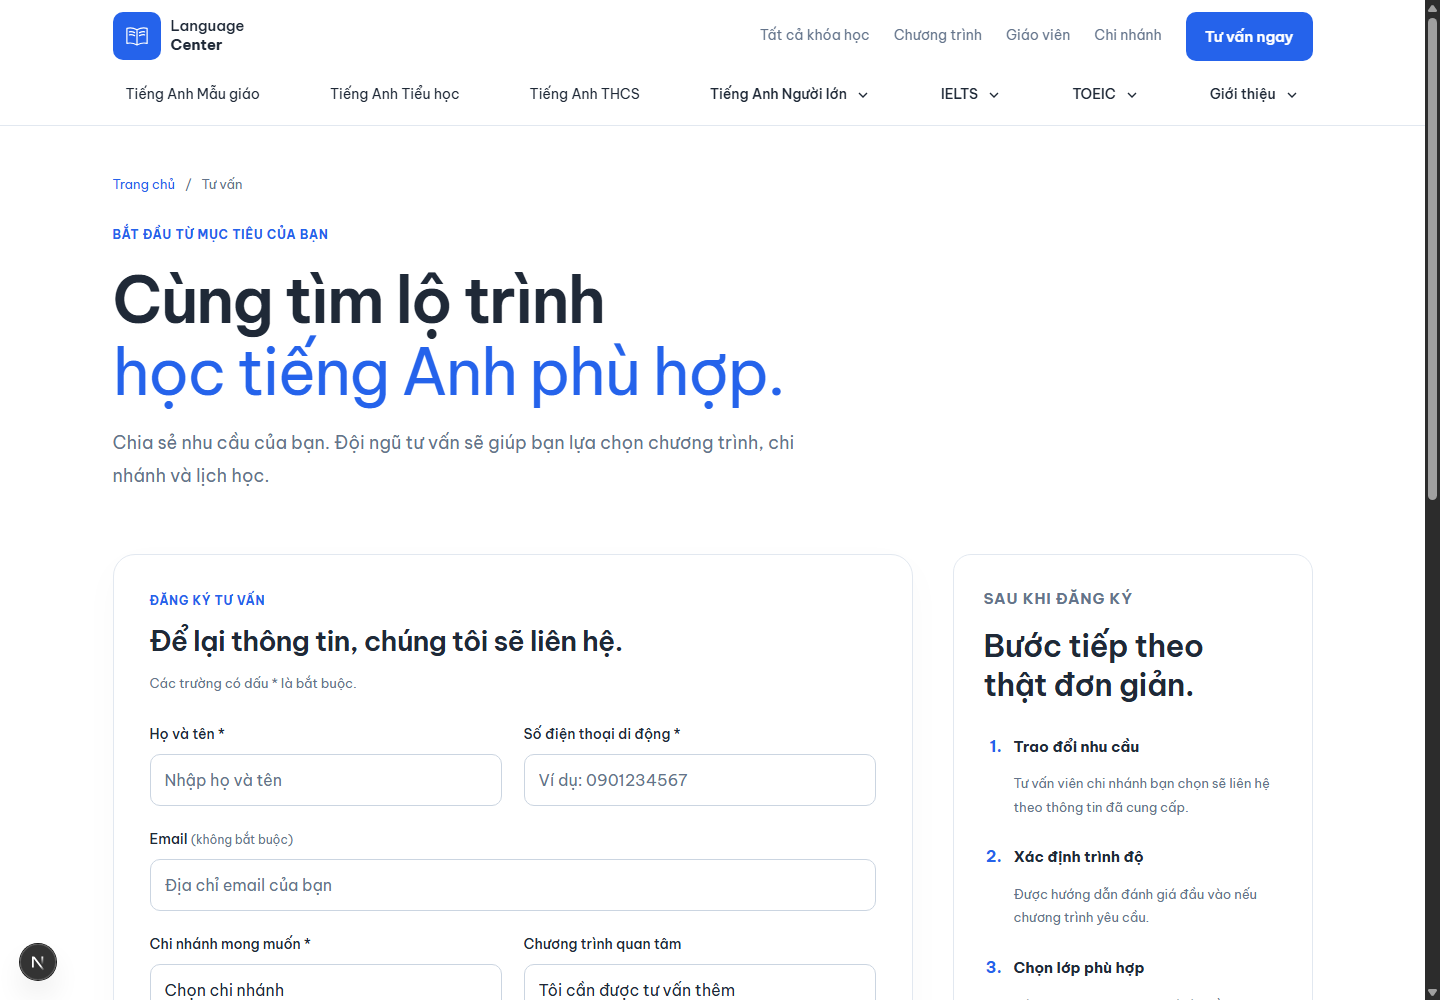 Language
Center
Tất cả khóa học
Chương trình
Giáo viên
Chi nhánh
Tư vấn ngay
Tiếng Anh Mẫu giáo
Tiếng Anh Tiểu học
Tiếng Anh THCS
Tiếng Anh Người lớn
IELTS
TOEIC
Giới thiệu
Trang chủ / Tư vấn
BẮT ĐẦU TỪ MỤC TIÊU CỦA BẠN
Cùng tìm lộ trình
học tiếng Anh phù hợp.
Chia sẻ nhu cầu của bạn. Đội ngũ tư vấn sẽ giúp bạn lựa chọn chương trình, chi
nhánh và lịch học.
ĐĂNG KÝ TƯ VẤN
Để lại thông tin, chúng tôi sẽ liên hệ.
Các trường có dấu * là bắt buộc.
Họ và tên *
Nhập họ và tên
Số điện thoại di động *
Ví dụ: 0901234567
Email (không bắt buộc)
Địa chỉ email của bạn
Chi nhánh mong muốn *
Chọn chi nhánh
Chương trình quan tâm
Tôi cần được tư vấn thêm
SAU KHI ĐĂNG KÝ
Bước tiếp theo
thật đơn giản.
1. Trao đổi nhu cầu
Tư vấn viên chi nhánh bạn chọn sẽ liên hệ
theo thông tin đã cung cấp.
2. Xác định trình độ
Được hướng dẫn đánh giá đầu vào nếu
chương trình yêu cầu.
3. Chọn lớp phù hợp
N